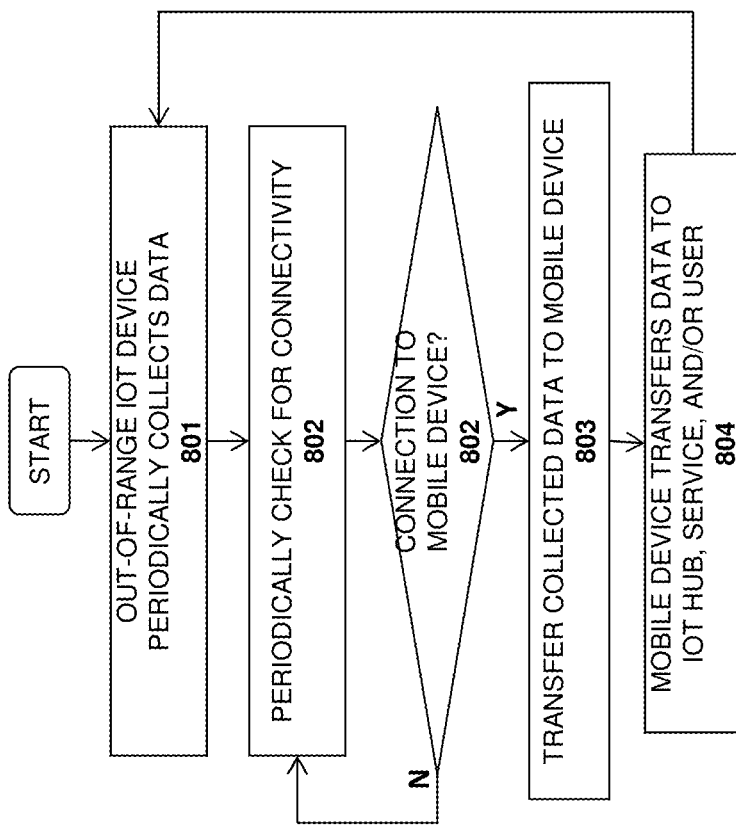 START
OUT-OF-RANGE IOT DEVICE
PERIODICALLY COLLECTS DATA
801
PERIODICALLY CHECK FOR CONNECTIVITY
802
CONNECTION TO
MOBILE DEVICE?
802
N
Y
TRANSFER COLLECTED DATA TO MOBILE DEVICE
803
MOBILE DEVICE TRANSFERS DATA TO
IOT HUB, SERVICE, AND/OR USER
804